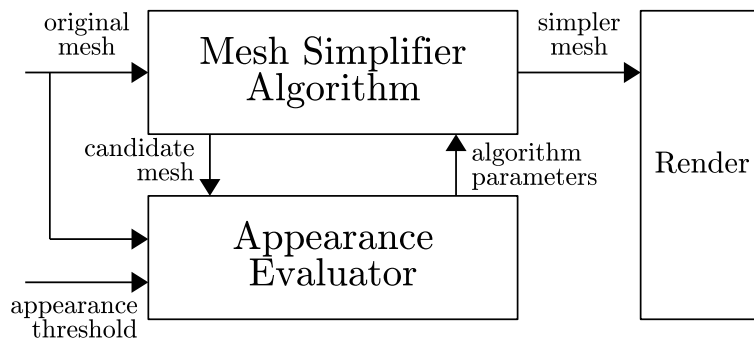 original
mesh
Mesh Simplifier
Algorithm
simpler
mesh
candidate
mesh
algorithm
parameters
Render
Appearance
Evaluator
appearance
threshold